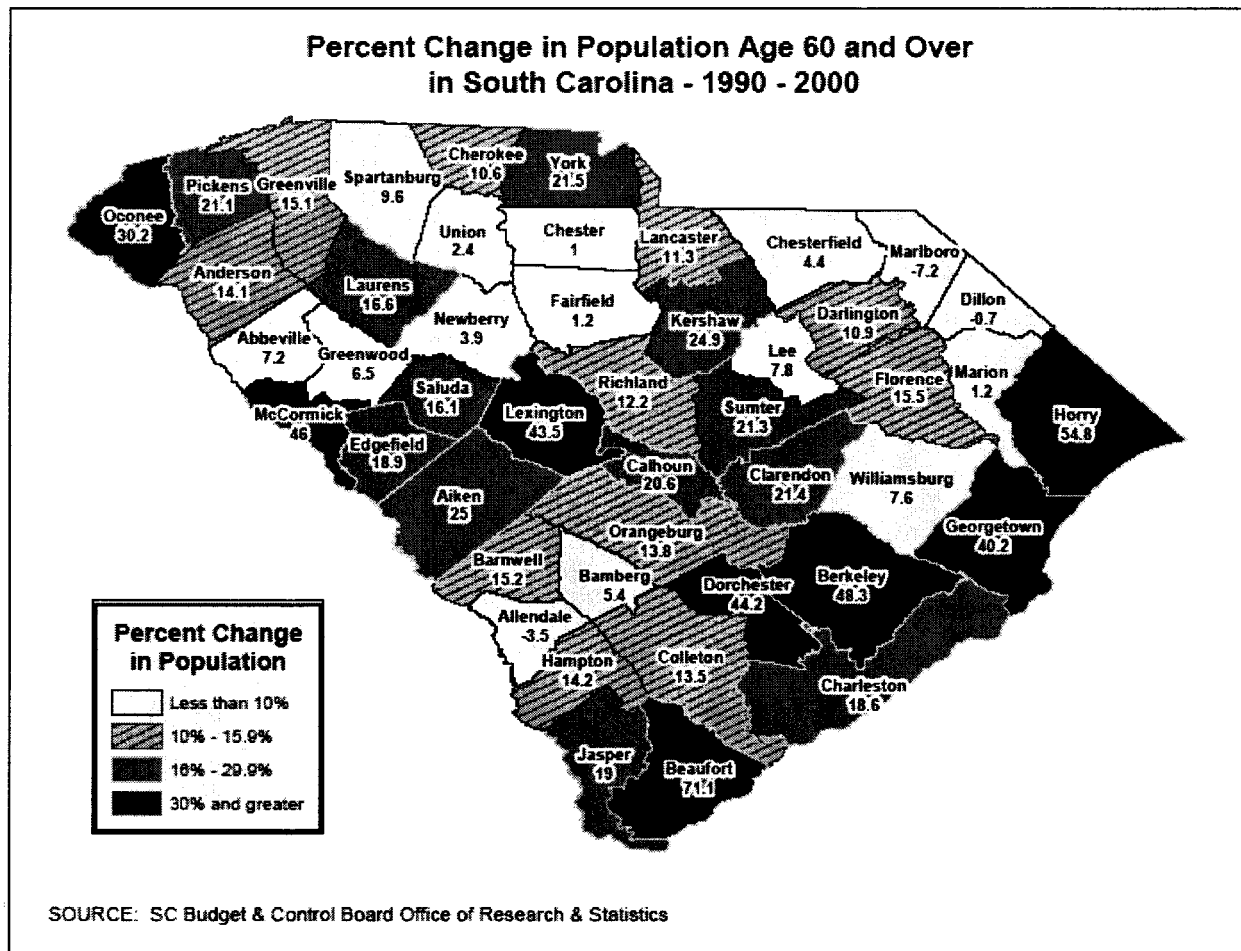 Percent Change in Population Age 60 and Over
in South Carolina - 1990 - 2000
Cherokee
10.6
York
21.5
Spartanburg
9.6
Pickens
21.1
Greenville
15.1
Oconee
30.2
Union
2.4
Chester
1
Lancaster
11.3
Chesterfield
4.4
Marlboro
-7.2
Anderson
14.1
Laurens
16.6
Fairfield
1.2
Dillon
-0.7
Darlington
10.9
Newberry
3.9
Kershaw
24.9
Abbeville
7.2
Greenwood
6.5
Lee
7.8
Marion
1.2
Florence
15.5
Saluda
16.1
Richland
12.2
McCormick
46
Lexington
43.5
Sumter
21.3
Horry
54.8
Edgefield
18.9
Calhoun
20.6
Clarendon
21.4
Williamsburg
7.6
Aiken
25
Georgetown
40.2
Orangeburg
13.8
Barnwell
15.2
Bamberg
5.4
Dorchester
44.2
Berkeley
48.3
Allendale
-3.5
Hampton
14.2
Colleton
13.5
Charleston
18.6
Jasper
19
Beaufort
71.1
Percent Change
in Population
Less than 10%
10% - 15.9%
16% - 29.9%
30% and greater
SOURCE: SC Budget & Control Board Office of Research & Statistics